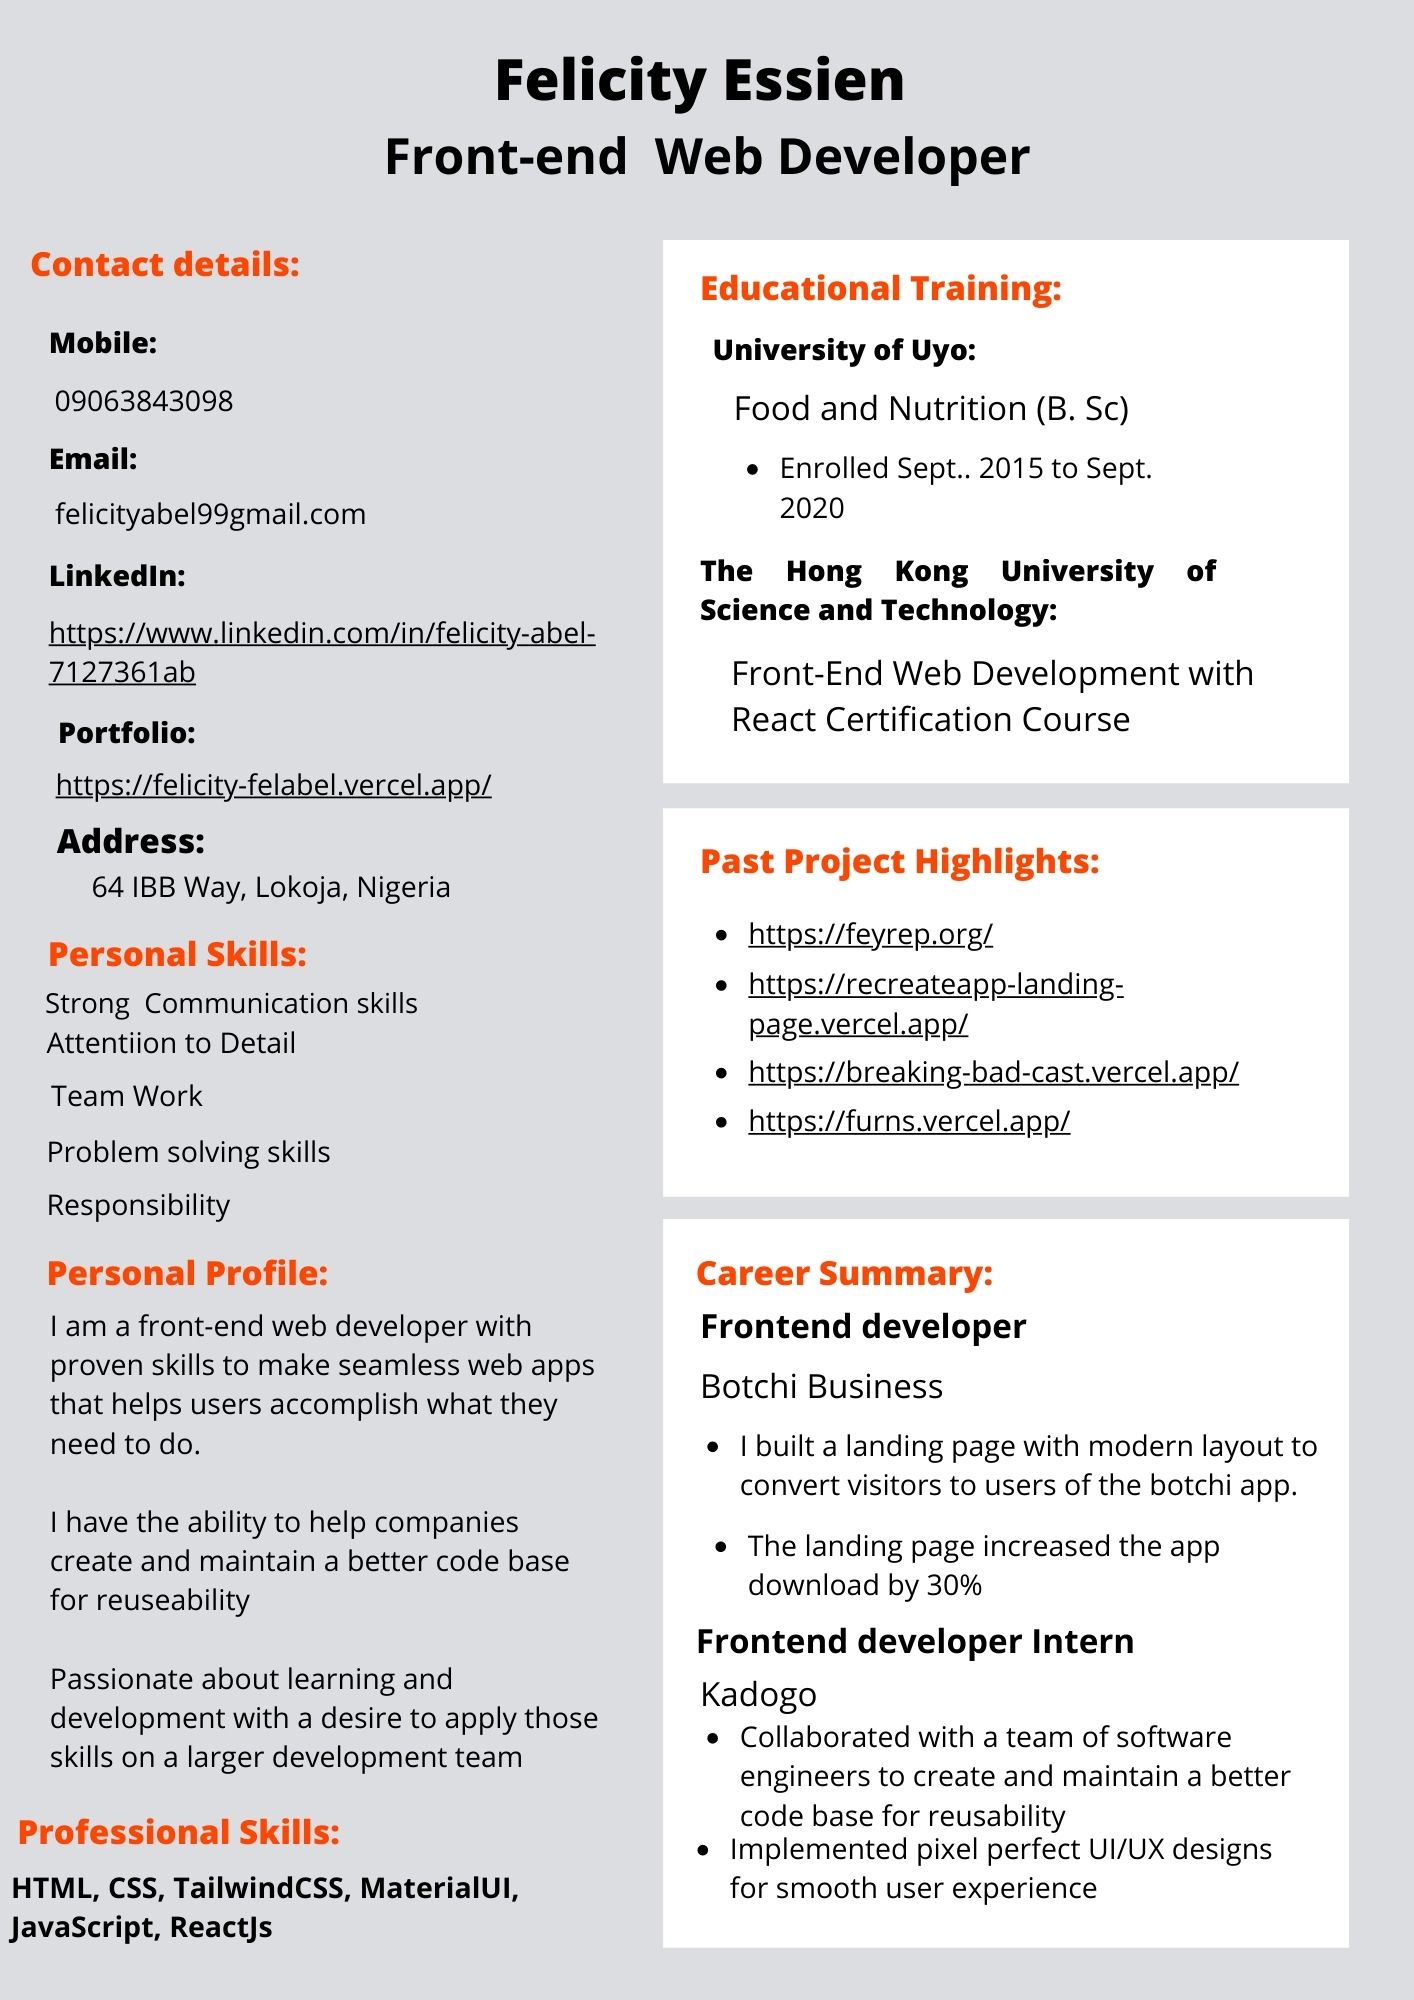 Felicity Essien
Front-end  Web Developer
Contact details:
Mobile:
09063843098
Email:
felicityabel99gmail.com
LinkedIn:
https://www.linkedin.com/in/felicity-abel-
7127361ab
Portfolio:
https://felicity-felabel.vercel.app/
Address:
64 IBB Way, Lokoja, Nigeria
Personal Skills:
Strong  Communication skills
Attentiion to Detail
Team Work
Problem solving skills
Responsibility
Personal Profile:
I am a front-end web developer with
proven skills to make seamless web apps
that helps users accomplish what they
need to do.
I have the ability to help companies
create and maintain a better code base
for reuseability
Passionate about learning and
development with a desire to apply those
skills on a larger development team
Professional Skills:
HTML, CSS, TailwindCSS, MaterialUI,
JavaScript, ReactJs
Educational Training:
University of Uyo:
Food and Nutrition (B. Sc)
• Enrolled Sept.. 2015 to Sept.
2020
The Hong Kong University of
Science and Technology:
Front-End Web Development with
React Certification Course
Past Project Highlights:
• https://feyrep.org/
• https://recreateapp-landing-
page.vercel.app/
• https://breaking-bad-cast.vercel.app/
• https://furns.vercel.app/
Career Summary:
Frontend developer
Botchi Business
• I built a landing page with modern layout to
convert visitors to users of the botchi app.
• The landing page increased the app
download by 30%
Frontend developer Intern
Kadogo
• Collaborated with a team of software
engineers to create and maintain a better
code base for reusability
• Implemented pixel perfect UI/UX designs
for smooth user experience